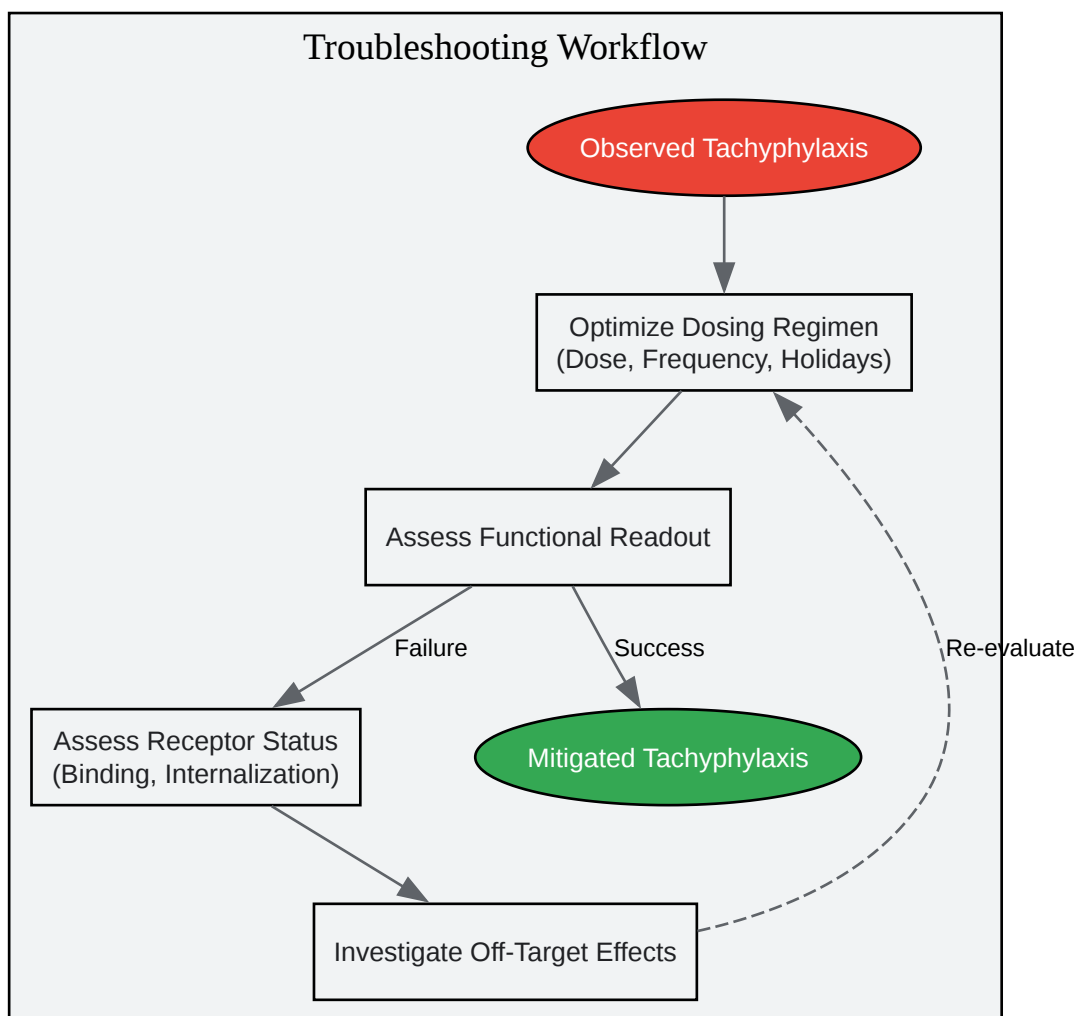 Troubleshooting Workflow
Observed Tachyphylaxis
Optimize Dosing Regimen
(Dose, Frequency, Holidays)
Assess Functional Readout
Failure
Success
Re-evaluate
Assess Receptor Status
(Binding, Internalization)
Mitigated Tachyphylaxis
Investigate Off-Target Effects